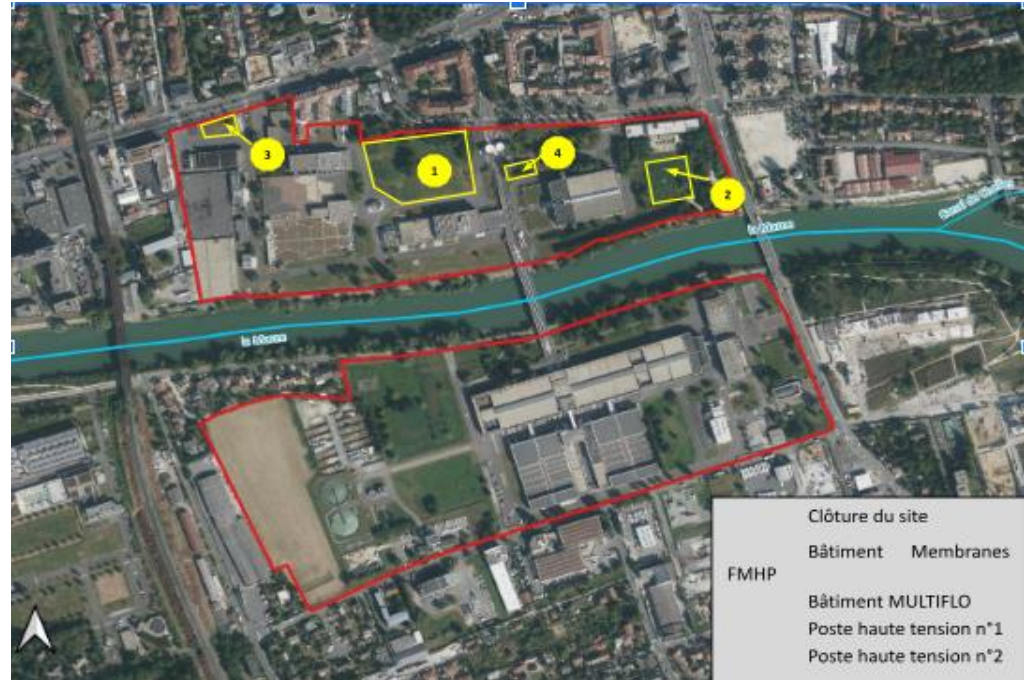 3
1
4
2
la Marne
la Marne
Clôture du site
Bâtiment Membranes
FMHP
Bâtiment MULTIFLO
Poste haute tension n°1
Poste haute tension n°2